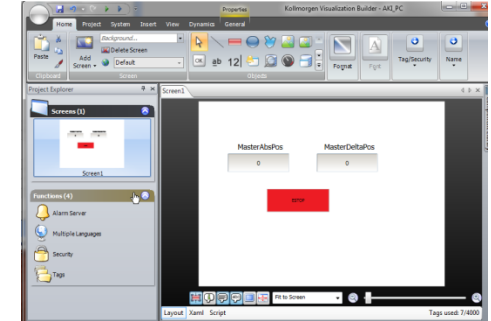 Properties
Kollmorgen Visualization Builder - AKI_PC
Home
Project
System
Insert
View
Dynamics
General
Paste
Add
Screen
Background...
Delete Screen
Default
OK
ab
12
Format
Font
Tag/Security
Name
Clipboard
Screen
Objects
Project Explorer
Screen1
Screens (1)
Screen1
Functions (4)
Alarm Server
Multiple Languages
Security
Tags
MasterAbsPos
MasterDeltaPos
0
0
error
Fit to Screen
Layout
Xaml
Script
Tags used: 7/4000